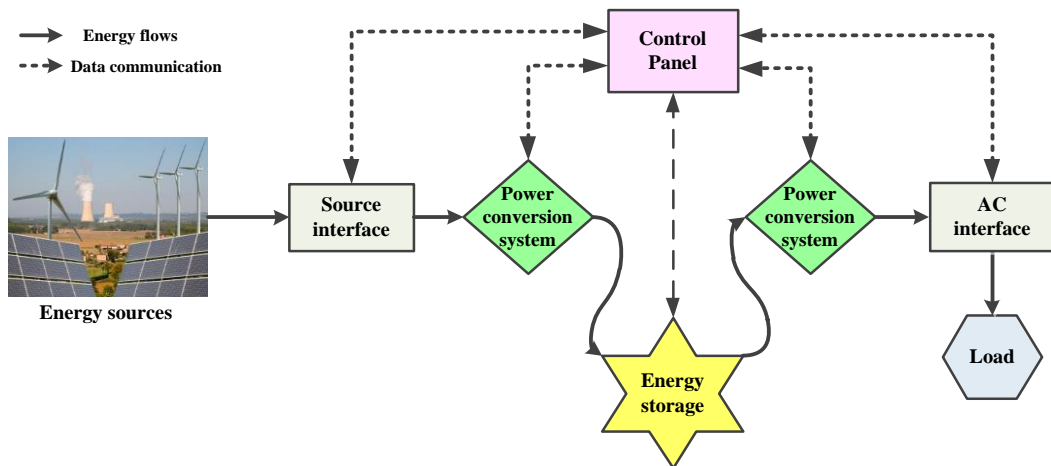 Energy flows
Data communication
Control
Panel
Source
interface
Power
conversion
system
Power
conversion
system
AC
interface
Energy sources
Energy
storage
Load